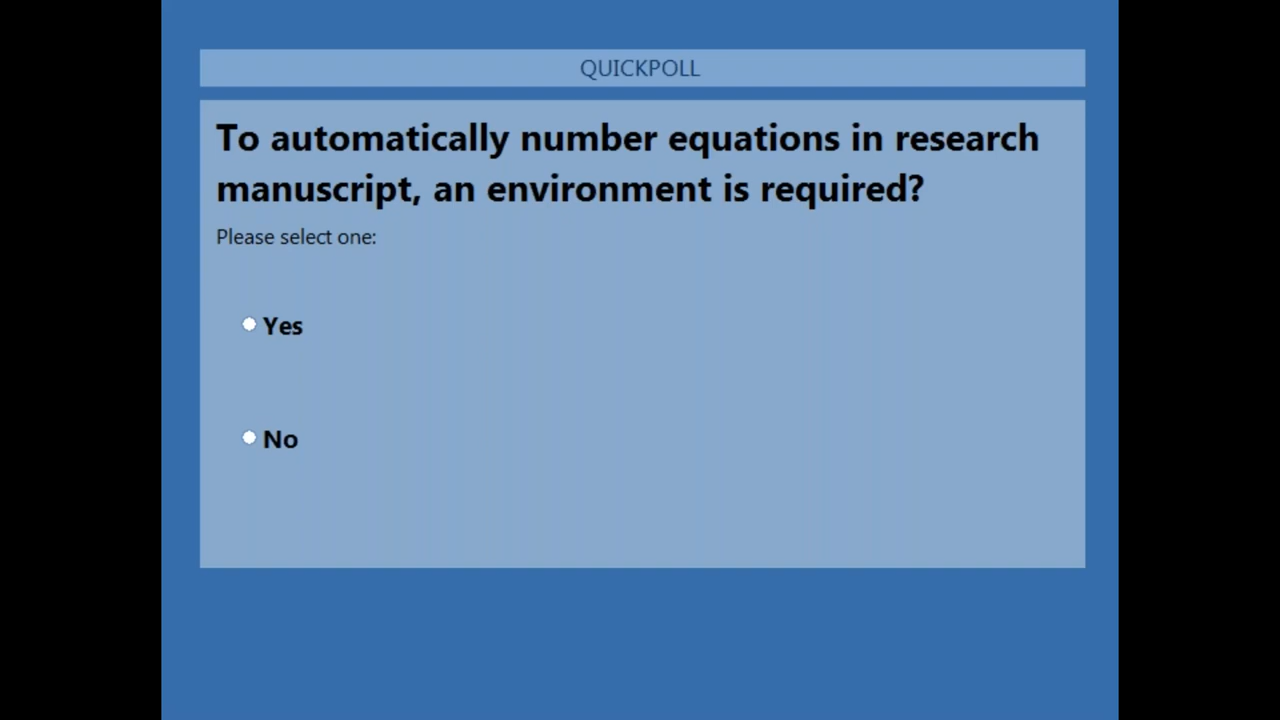 QUICKPOLL
To automatically number equations in research
manuscript, an environment is required?
Please select one:
Yes
No